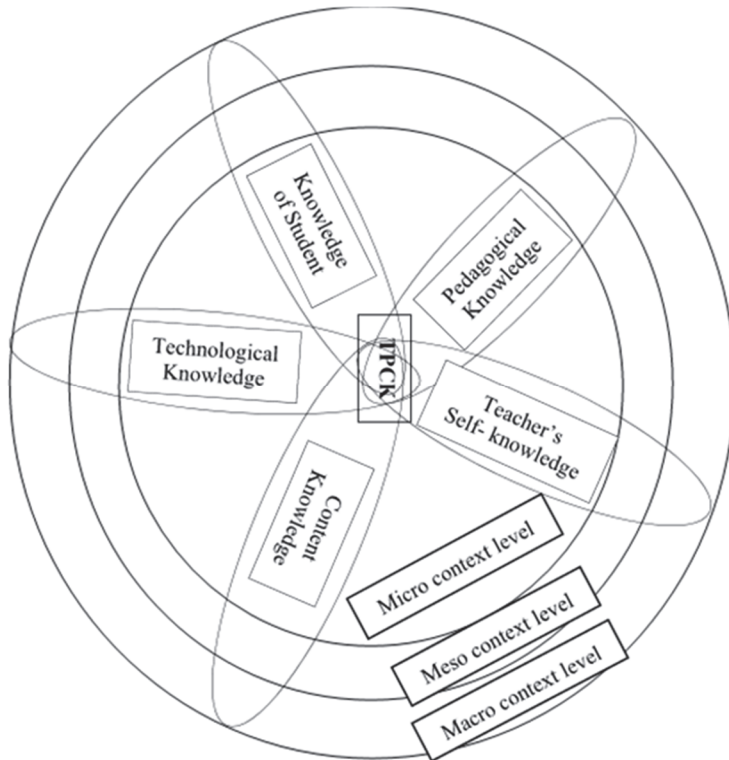 Knowledge
of Student
Pedagogical
Knowledge
Technological
Knowledge
TPCK
Teacher's
Self- knowledge
Content
Knowledge
Micro context level
Meso context level
Macro context level